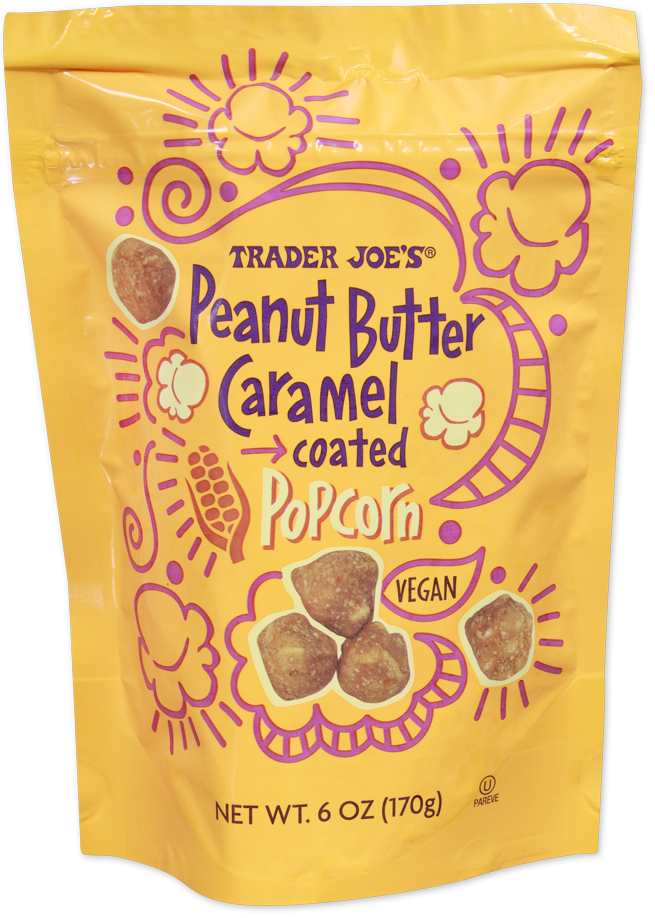 TRADER JOE'S®
Peanut Butter
Caramel
coated
Popcorn
VEGAN
NET WT. 6 OZ (170g)
U
PAREVE